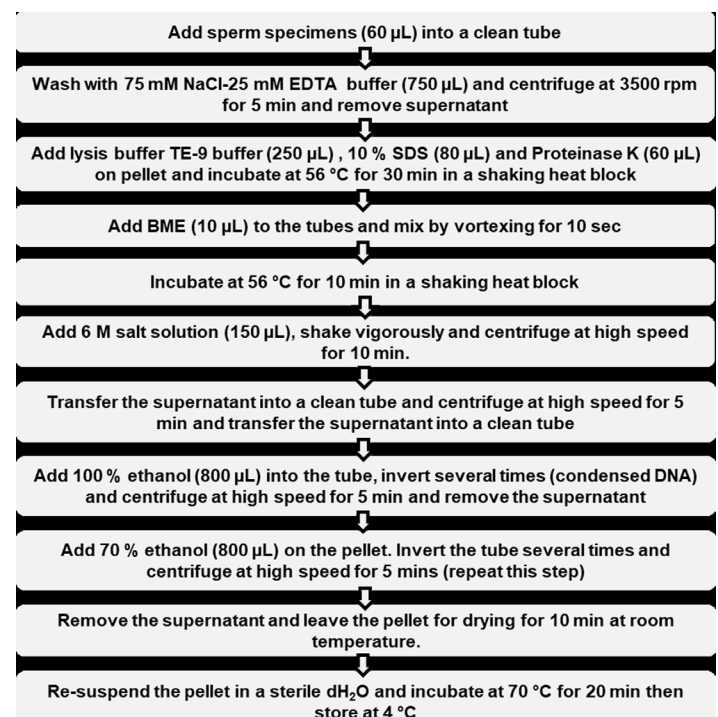 Add sperm specimens (60 µL) into a clean tube
Wash with 75 mM NaCl-25 mM EDTA buffer (750 µL) and centrifuge at 3500 rpm
for 5 min and remove supernatant
Add lysis buffer TE-9 buffer (250 µL) , 10 % SDS (80 µL) and Proteinase K (60 µL)
on pellet and incubate at 56 °C for 30 min in a shaking heat block
Add BME (10 µL) to the tubes and mix by vortexing for 10 sec
Incubate at 56 °C for 10 min in a shaking heat block
Add 6 M salt solution (150 µL), shake vigorously and centrifuge at high speed
for 10 min.
Transfer the supernatant into a clean tube and centrifuge at high speed for 5
min and transfer the supernatant into a clean tube
Add 100 % ethanol (800 µL) into the tube, invert several times (condensed DNA)
and centrifuge at high speed for 5 min and remove the supernatant
Add 70 % ethanol (800 µL) on the pellet. Invert the tube several times and
centrifuge at high speed for 5 mins (repeat this step)
Remove the supernatant and leave the pellet for drying for 10 min at room
temperature.
Re-suspend the pellet in a sterile dH₂O and incubate at 70 °C for 20 min then
store at 4 °C